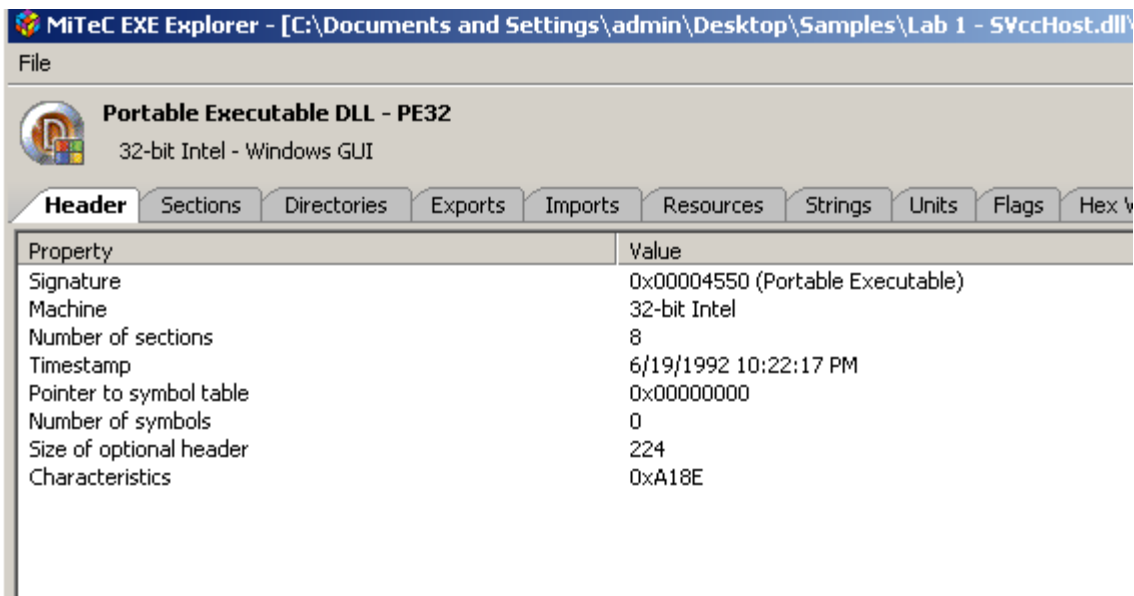 MiTeC EXE Explorer - [C:\Documents and Settings\admin\Desktop\Samples\Lab 1 - SVccHost.dll\
File
Portable Executable DLL - PE32
32-bit Intel - Windows GUI
Header Sections Directories Exports Imports Resources Strings Units Flags Hex
Property Value
Signature 0x00004550 (Portable Executable)
Machine 32-bit Intel
Number of sections 8
Timestamp 6/19/1992 10:22:17 PM
Pointer to symbol table 0x00000000
Number of symbols 0
Size of optional header 224
Characteristics 0xA18E